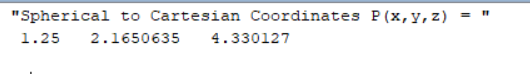 "Spherical to Cartesian Coordinates P(x,y,z) = "
1.25 2.1650635 4.330127